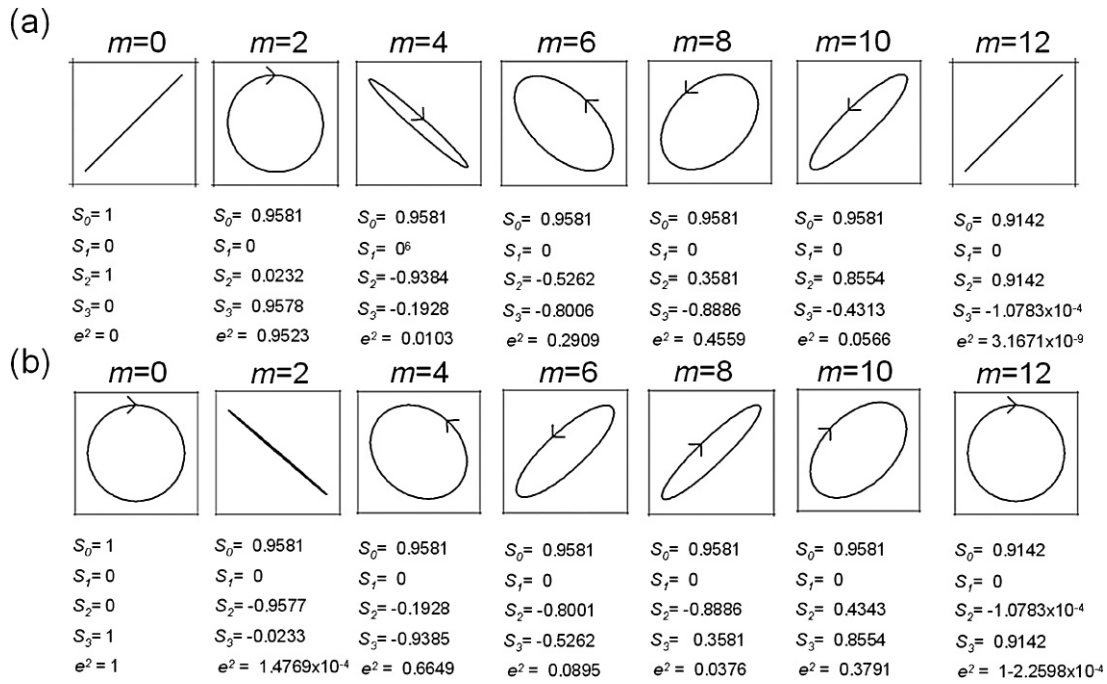 (a)
m=0 m=2 m=4 m=6 m=8 m=10 m=12
S₀= 1 S₀= 0.9581 S₀= 0.9581 S₀= 0.9581 S₀= 0.9581 S₀= 0.9581 S₀= 0.9142
S₁= 0 S₁= 0 S₁= 0⁶ S₁= 0 S₁= 0 S₁= 0 S₁= 0
S₂= 1 S₂= 0.0232 S₂= -0.9384 S₂= -0.5262 S₂= 0.3581 S₂= 0.8554 S₂= 0.9142
S₃= 0 S₃= 0.9578 S₃= -0.1928 S₃= -0.8006 S₃= -0.8886 S₃= -0.4313 S₃= -1.0783x10⁻⁴
e²= 0 e² = 0.9523 e² = 0.0103 e² = 0.2909 e² = 0.4559 e² = 0.0566 e² = 3.1671x10⁻⁹
(b)
m=0 m=2 m=4 m=6 m=8 m=10 m=12
S₀= 1 S₀= 0.9581 S₀= 0.9581 S₀= 0.9581 S₀= 0.9581 S₀= 0.9581 S₀= 0.9142
S₁= 0 S₁= 0 S₁= 0 S₁= 0 S₁= 0 S₁= 0 S₁= 0
S₂= 0 S₂= -0.9577 S₂= -0.1928 S₂= -0.8001 S₂= -0.8886 S₂= 0.4343 S₂= -1.0783x10⁻⁴
S₃= 1 S₃= -0.0233 S₃= -0.9385 S₃= -0.5262 S₃= 0.3581 S₃= 0.8554 S₃= 0.9142
e² = 1 e² = 1.4769x10⁻⁴ e² = 0.6649 e² = 0.0895 e² = 0.0376 e² = 0.3791 e² = 1-2.2598x10⁻⁴